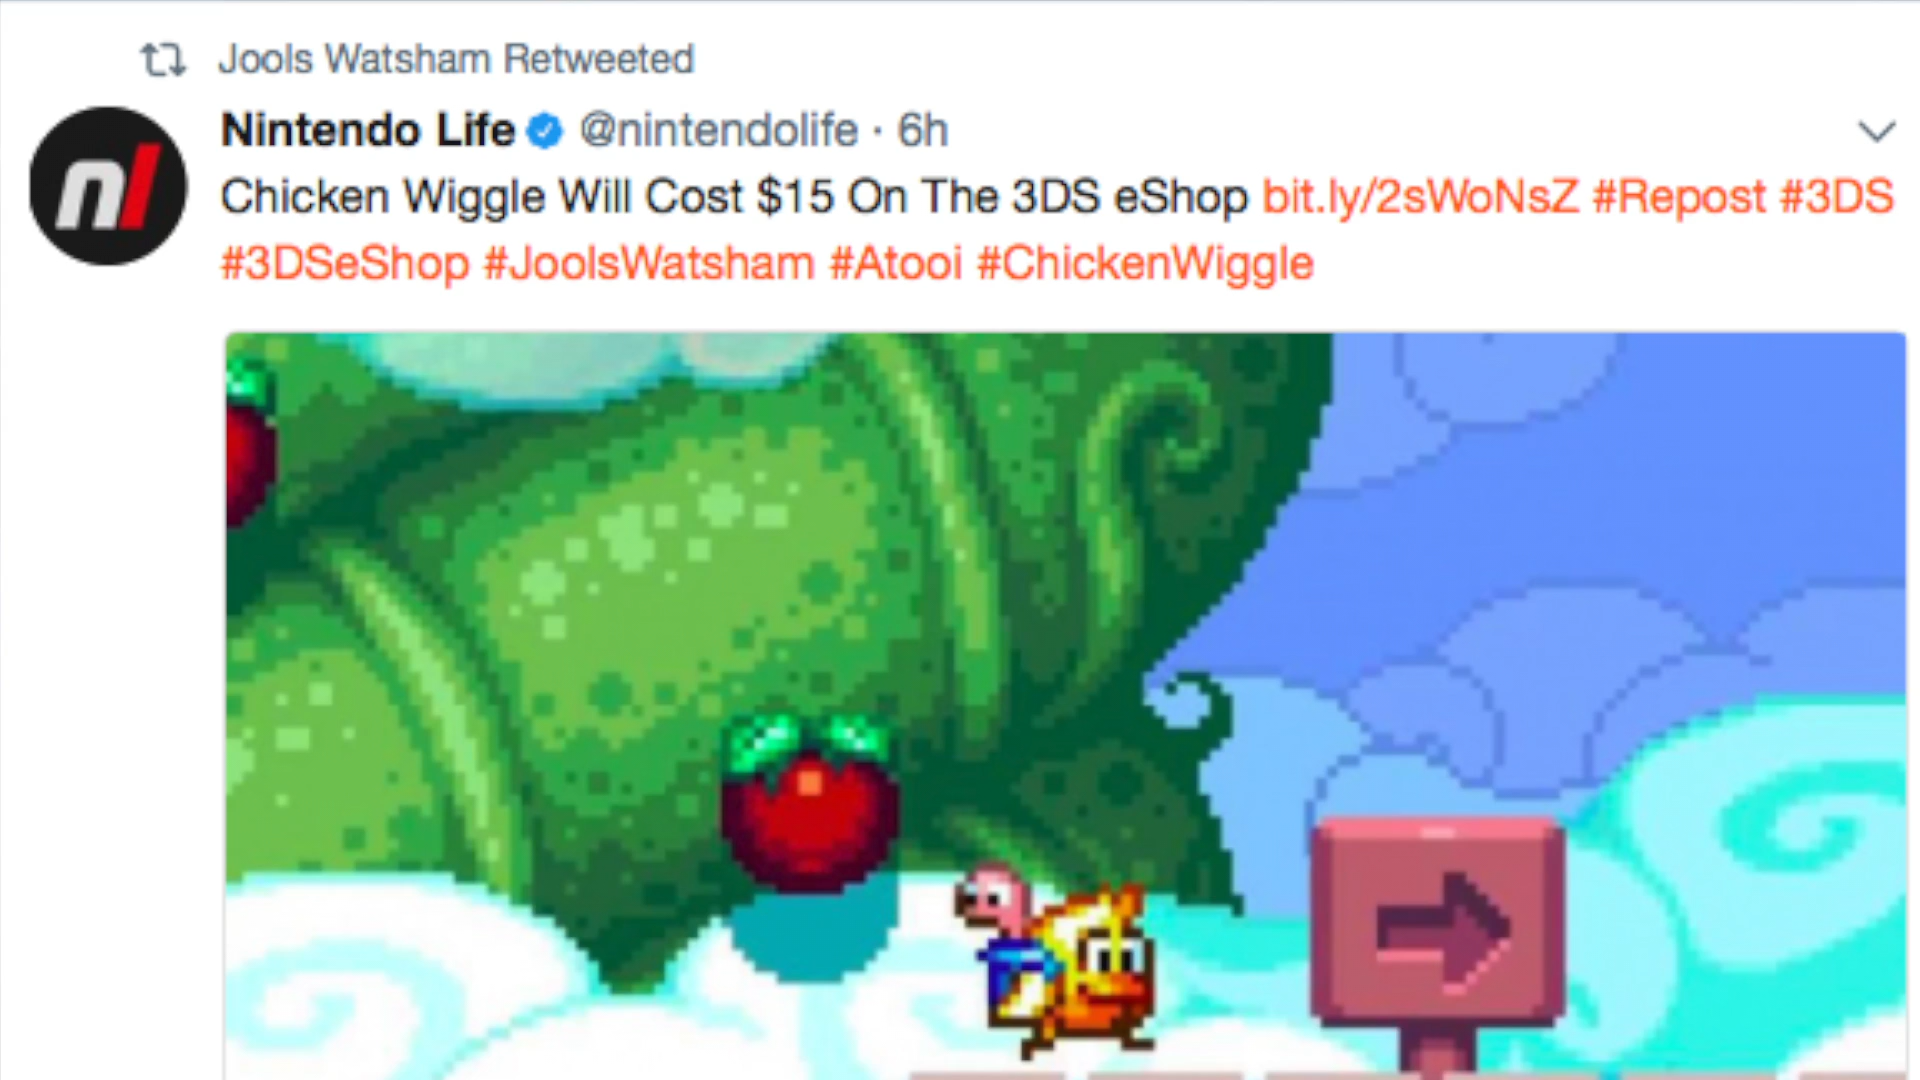 Jools Watsham Retweeted
nl
Nintendo Life @nintendolife · 6h
Chicken Wiggle Will Cost $15 On The 3DS eShop bit.ly/2sWoNsZ #Repost #3DS
#3DSeShop #JoolsWatsham #Atooi #ChickenWiggle